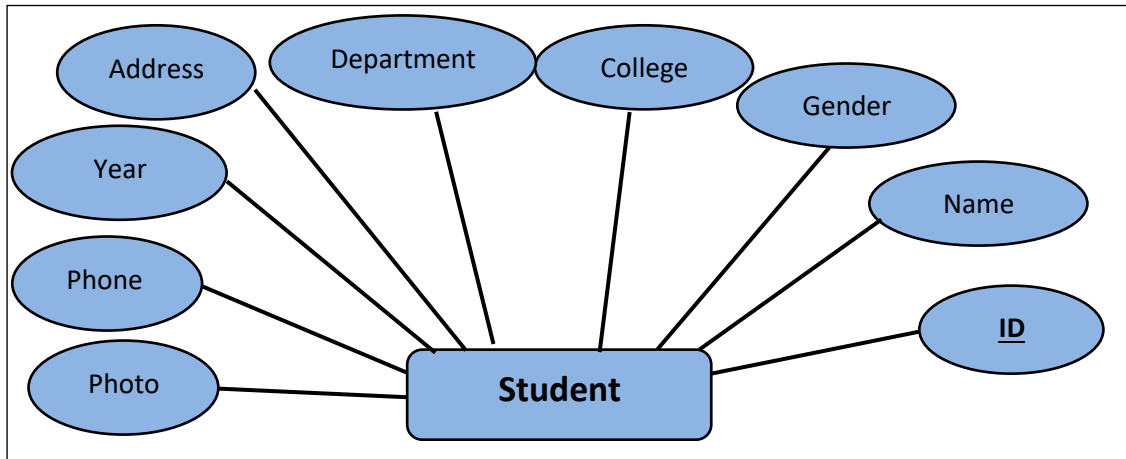 Department
College
Address
Gender
Year
Name
Phone
ID
Photo
Student